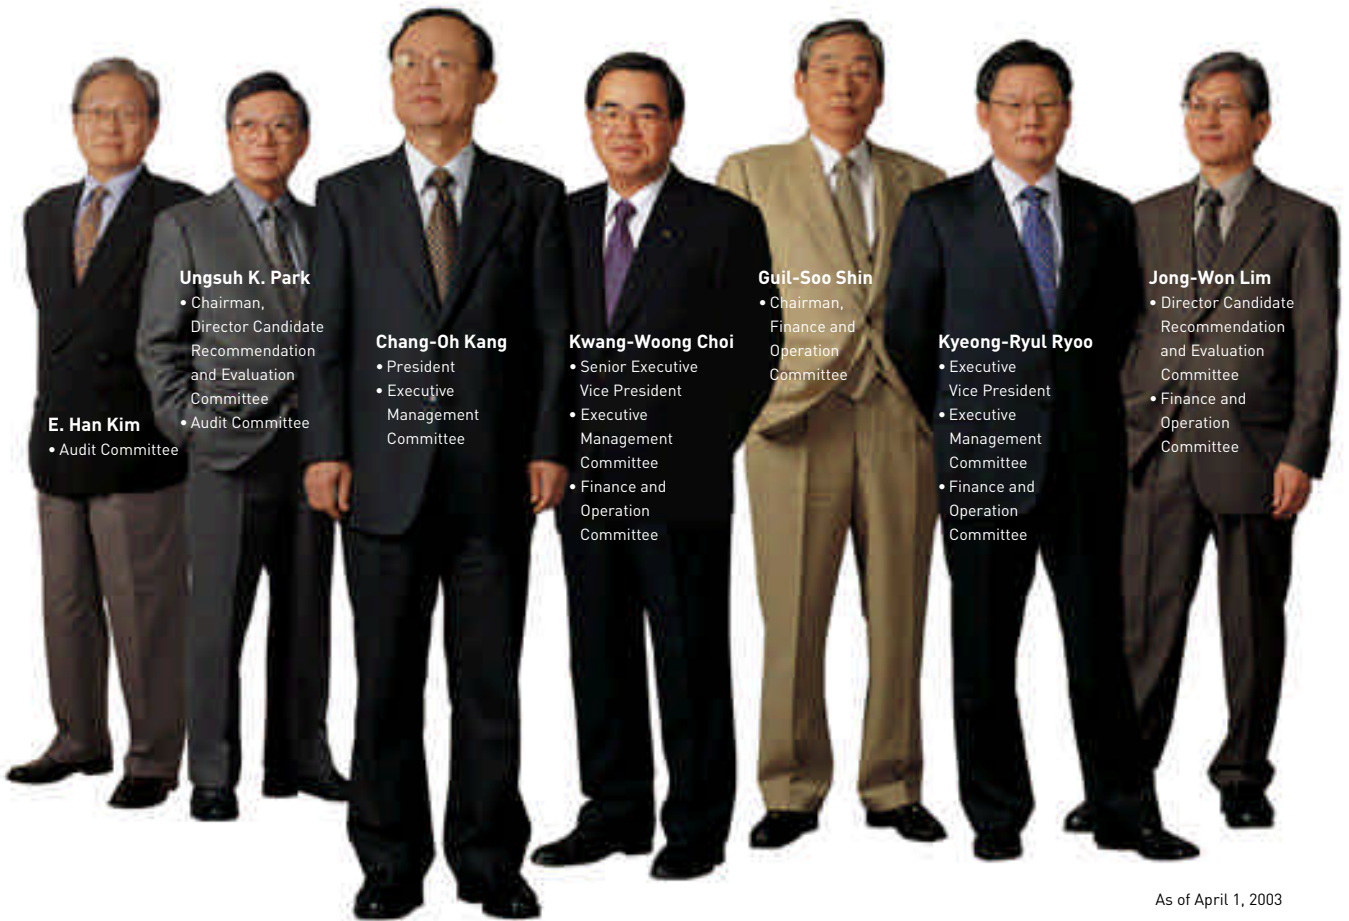 E. Han Kim
• Audit Committee
Ungsuh K. Park
• Chairman,
Director Candidate
Recommendation
and Evaluation
Committee
• Audit Committee
Chang-Oh Kang
• President
• Executive
Management
Committee
Kwang-Woong Choi
• Senior Executive
Vice President
• Executive
Management
Committee
• Finance and
Operation
Committee
Guil-Soo Shin
• Chairman,
Finance and
Operation
Committee
Kyeong-Ryul Ryoo
• Executive
Vice President
• Executive
Management
Committee
• Finance and
Operation
Committee
Jong-Won Lim
• Director Candidate
Recommendation
and Evaluation
Committee
• Finance and
Operation
Committee
As of April 1, 2003